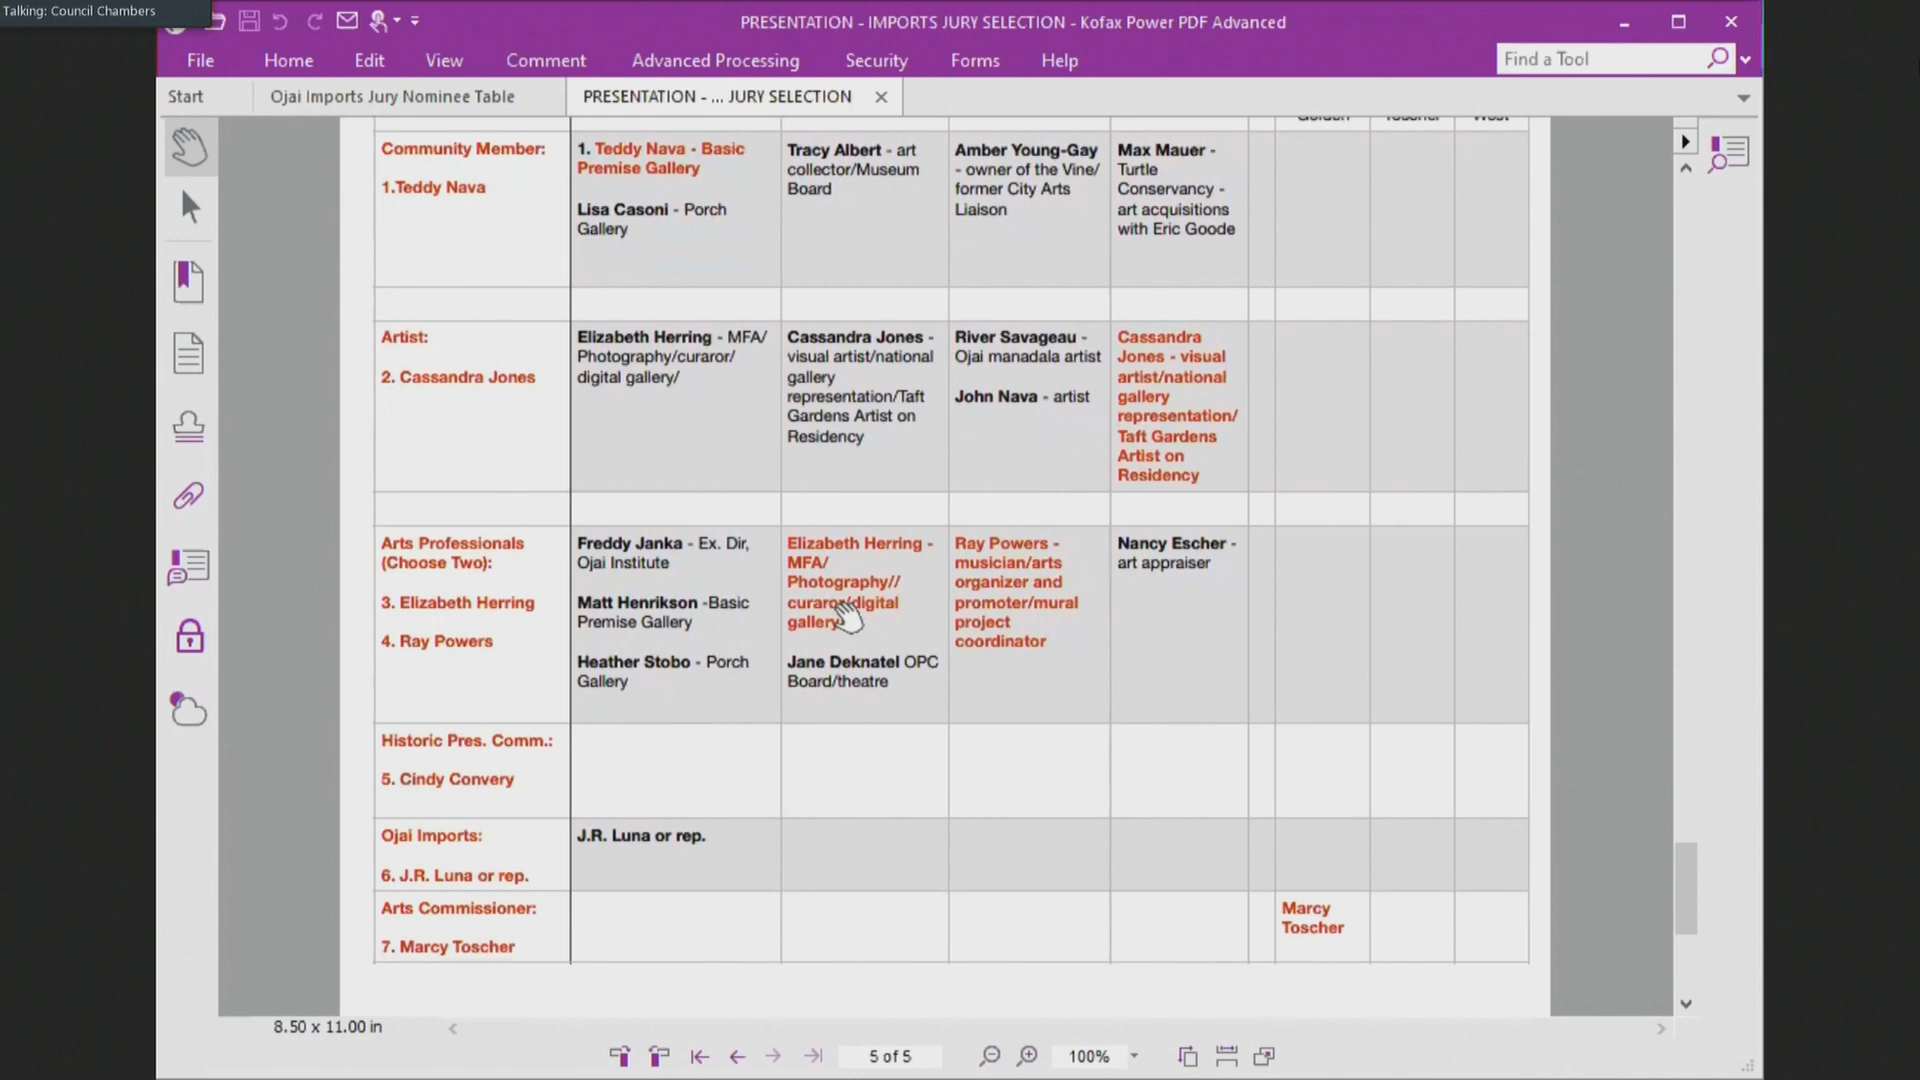 Talking: Council Chambers
PRESENTATION - IMPORTS JURY SELECTION - Kofax Power PDF Advanced
File Home Edit View Comment Advanced Processing Security Forms Help
Find a Tool
Start
Ojai Imports Jury Nominee Table
PRESENTATION - ... JURY SELECTION
Golden Toscher West
Community Member:
1.Teddy Nava
1. Teddy Nava - Basic
Premise Gallery
Lisa Casoni - Porch
Gallery
Tracy Albert - art
collector/Museum
Board
Amber Young-Gay
- owner of the Vine/
former City Arts
Liaison
Max Mauer -
Turtle
Conservancy -
art acquisitions
with Eric Goode
Artist:
2. Cassandra Jones
Elizabeth Herring - MFA/
Photography/curaror/
digital gallery/
Cassandra Jones -
visual artist/national
gallery
representation/Taft
Gardens Artist on
Residency
River Savageau -
Ojai manadala artist
John Nava - artist
Cassandra
Jones - visual
artist/national
gallery
representation/
Taft Gardens
Artist on
Residency
Arts Professionals
(Choose Two):
3. Elizabeth Herring
4. Ray Powers
Freddy Janka - Ex. Dir,
Ojai Institute
Matt Henrikson -Basic
Premise Gallery
Heather Stobo - Porch
Gallery
Elizabeth Herring -
MFA/
Photography//
curaror/digital
gallery
Jane Deknatel OPC
Board/theatre
Ray Powers -
musician/arts
organizer and
promoter/mural
project
coordinator
Nancy Escher -
art appraiser
Historic Pres. Comm.:
5. Cindy Convery
Ojai Imports:
6. J.R. Luna or rep.
J.R. Luna or rep.
Arts Commissioner:
7. Marcy Toscher
Marcy
Toscher
8.50 x 11.00 in
5 of 5
100%